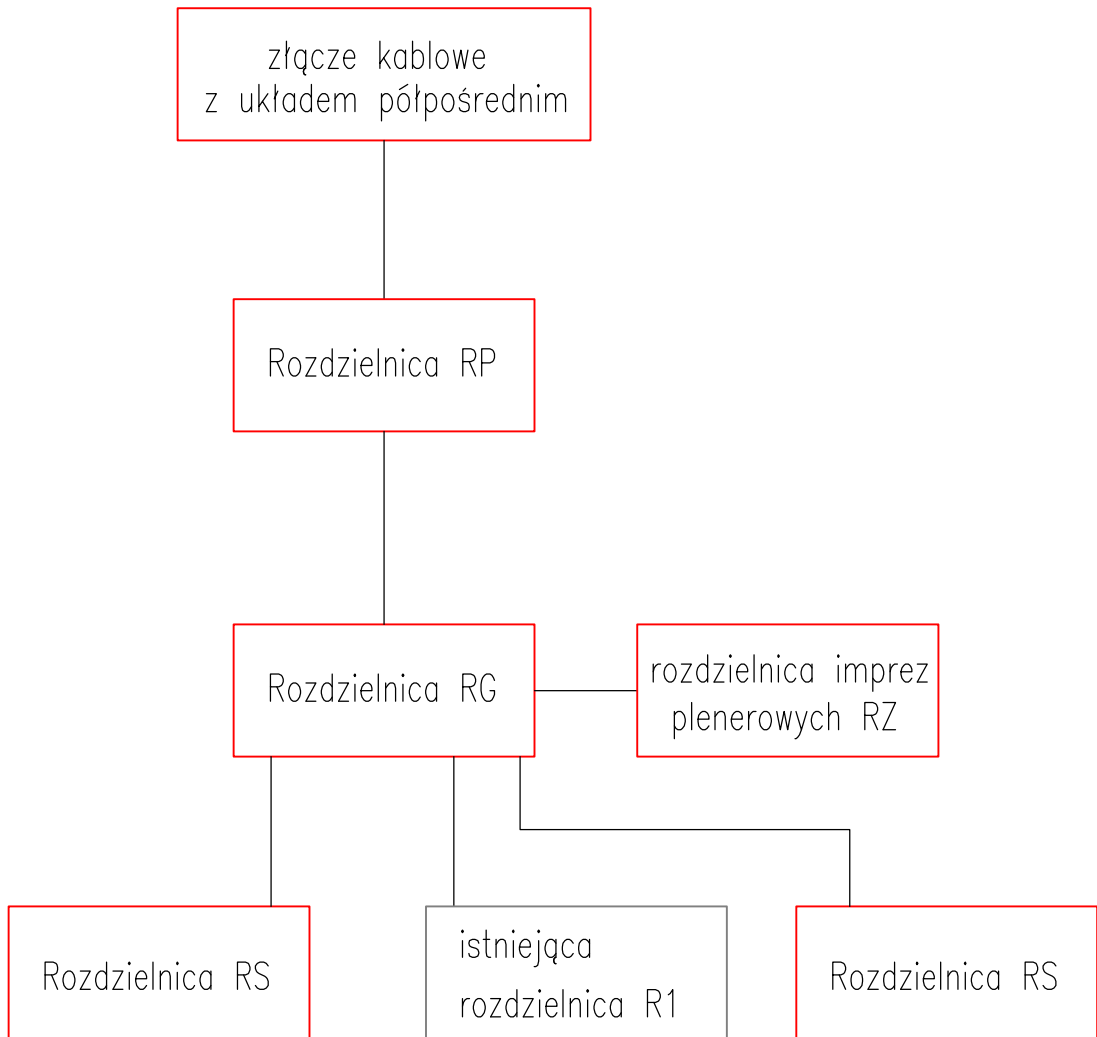 złącze kablowe
z układem półpośrednim
Rozdzielnica RP
Rozdzielnica RG
rozdzielnica imprez
plenerowych RZ
Rozdzielnica RS
istniejąca
rozdzielnica R1
Rozdzielnica RS